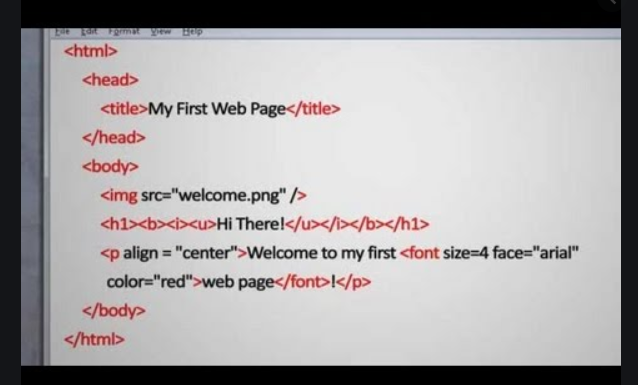 File Edit Format View Help
<html>
<head>
<title>My First Web Page</title>
</head>
<body>
<img src="welcome.png" />
<h1><b><i><u>Hi There!</u></i></b></h1>
<p align = "center">Welcome to my first <font size=4 face="arial"
color="red">web page</font>!</p>
</body>
</html>